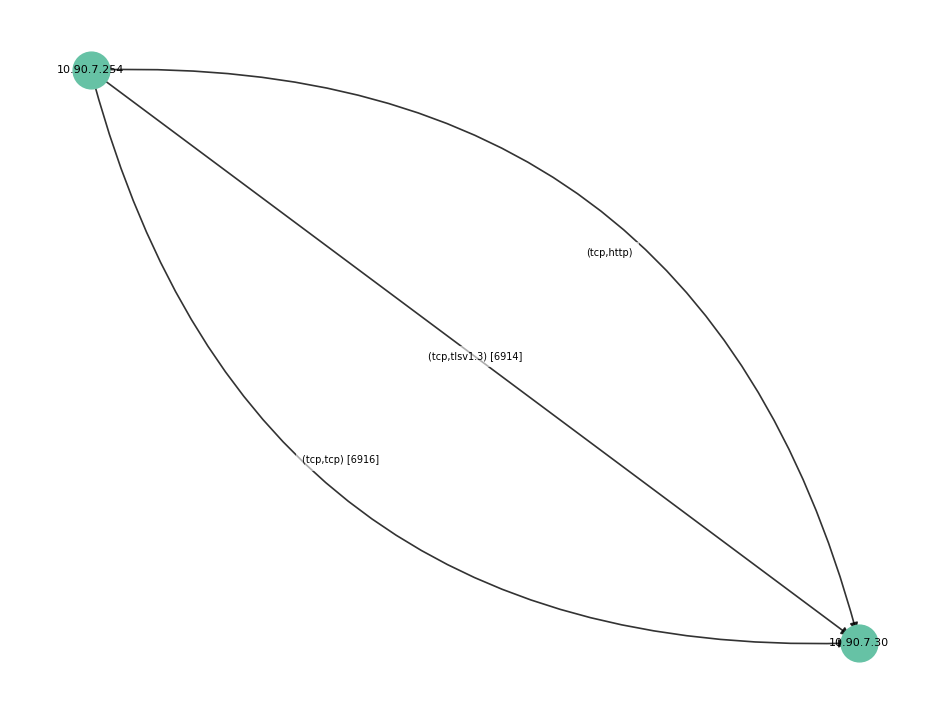 10.90.7.254
(tcp,http)
(tcp,tlsv1.3) [6914]
(tcp,tcp) [6916]
10.90.7.30